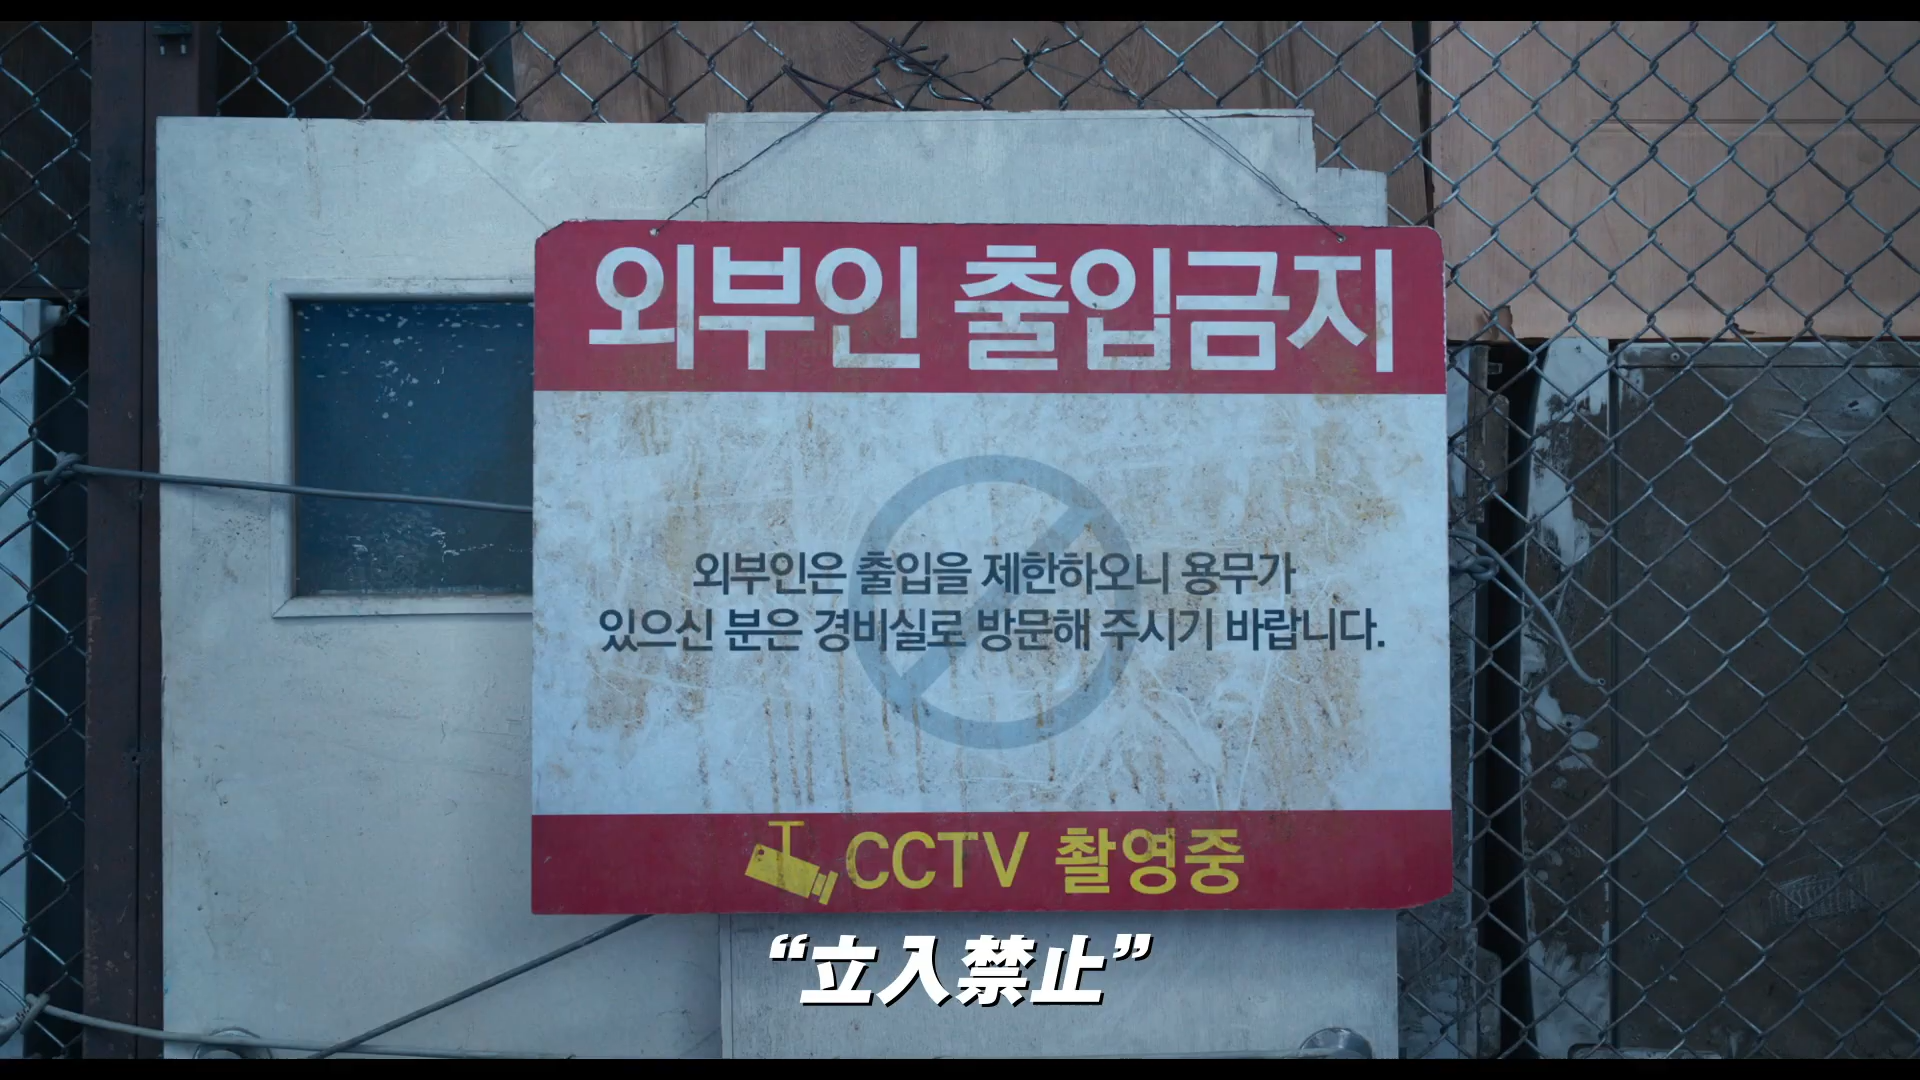 외부인 출입금지
외부인은 출입을 제한하오니 용무가
있으신 분은 경비실로 방문해 주시기 바랍니다.
CCTV 촬영중
“立入禁止”